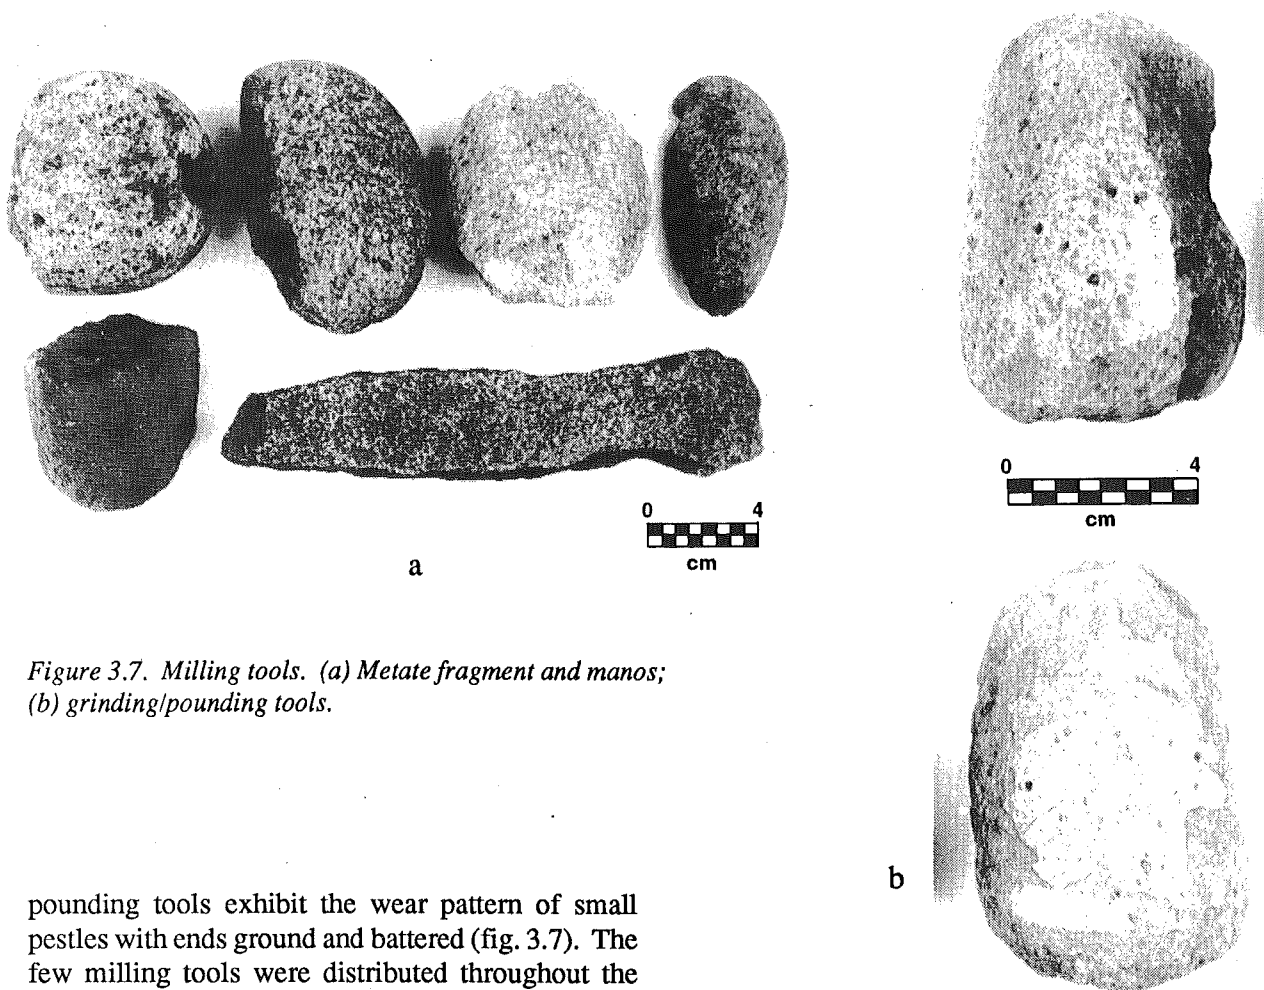 0 4
cm
a
0 4
cm
b
Figure 3.7. Milling tools. (a) Metate fragment and manos;
(b) grinding/pounding tools.
pounding tools exhibit the wear pattern of small
pestles with ends ground and battered (fig. 3.7). The
few milling tools were distributed throughout the